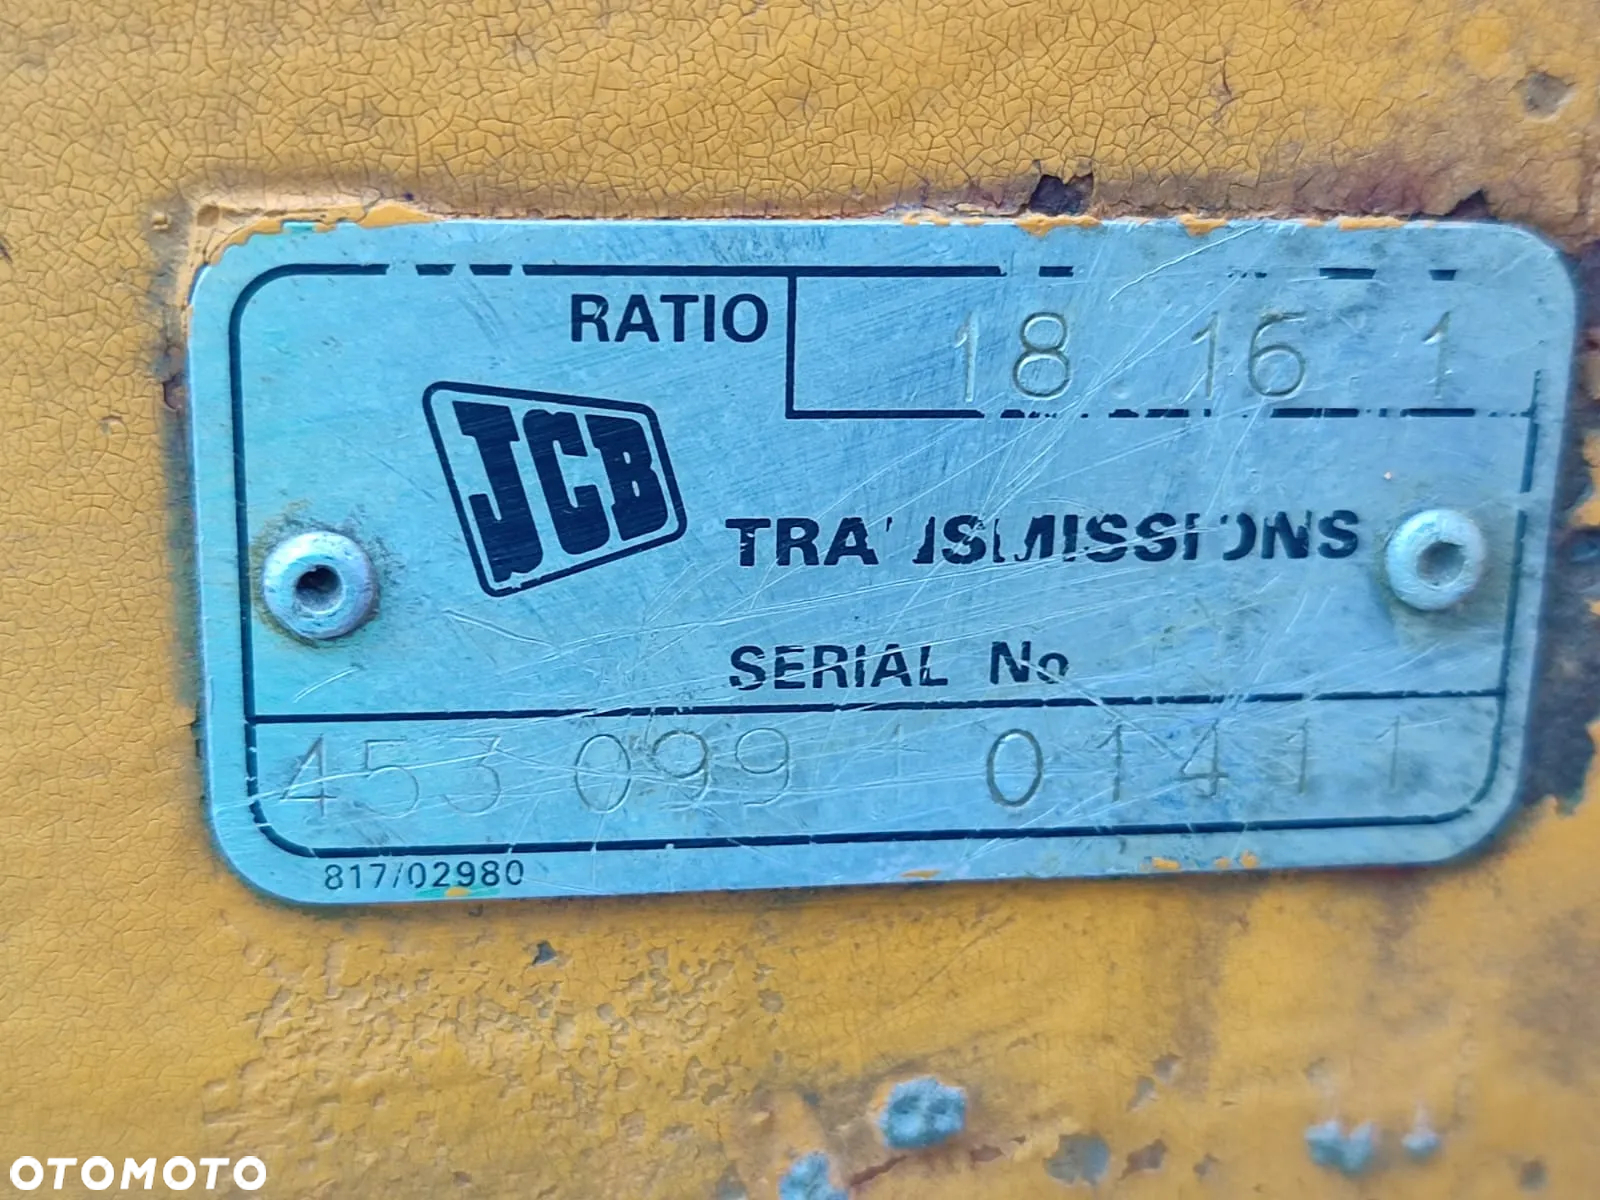 RATIO 18.16.1
JCB
TRANSMISSIONS
SERIAL No
453 099 1 01411
817/02980
OTOMOTO